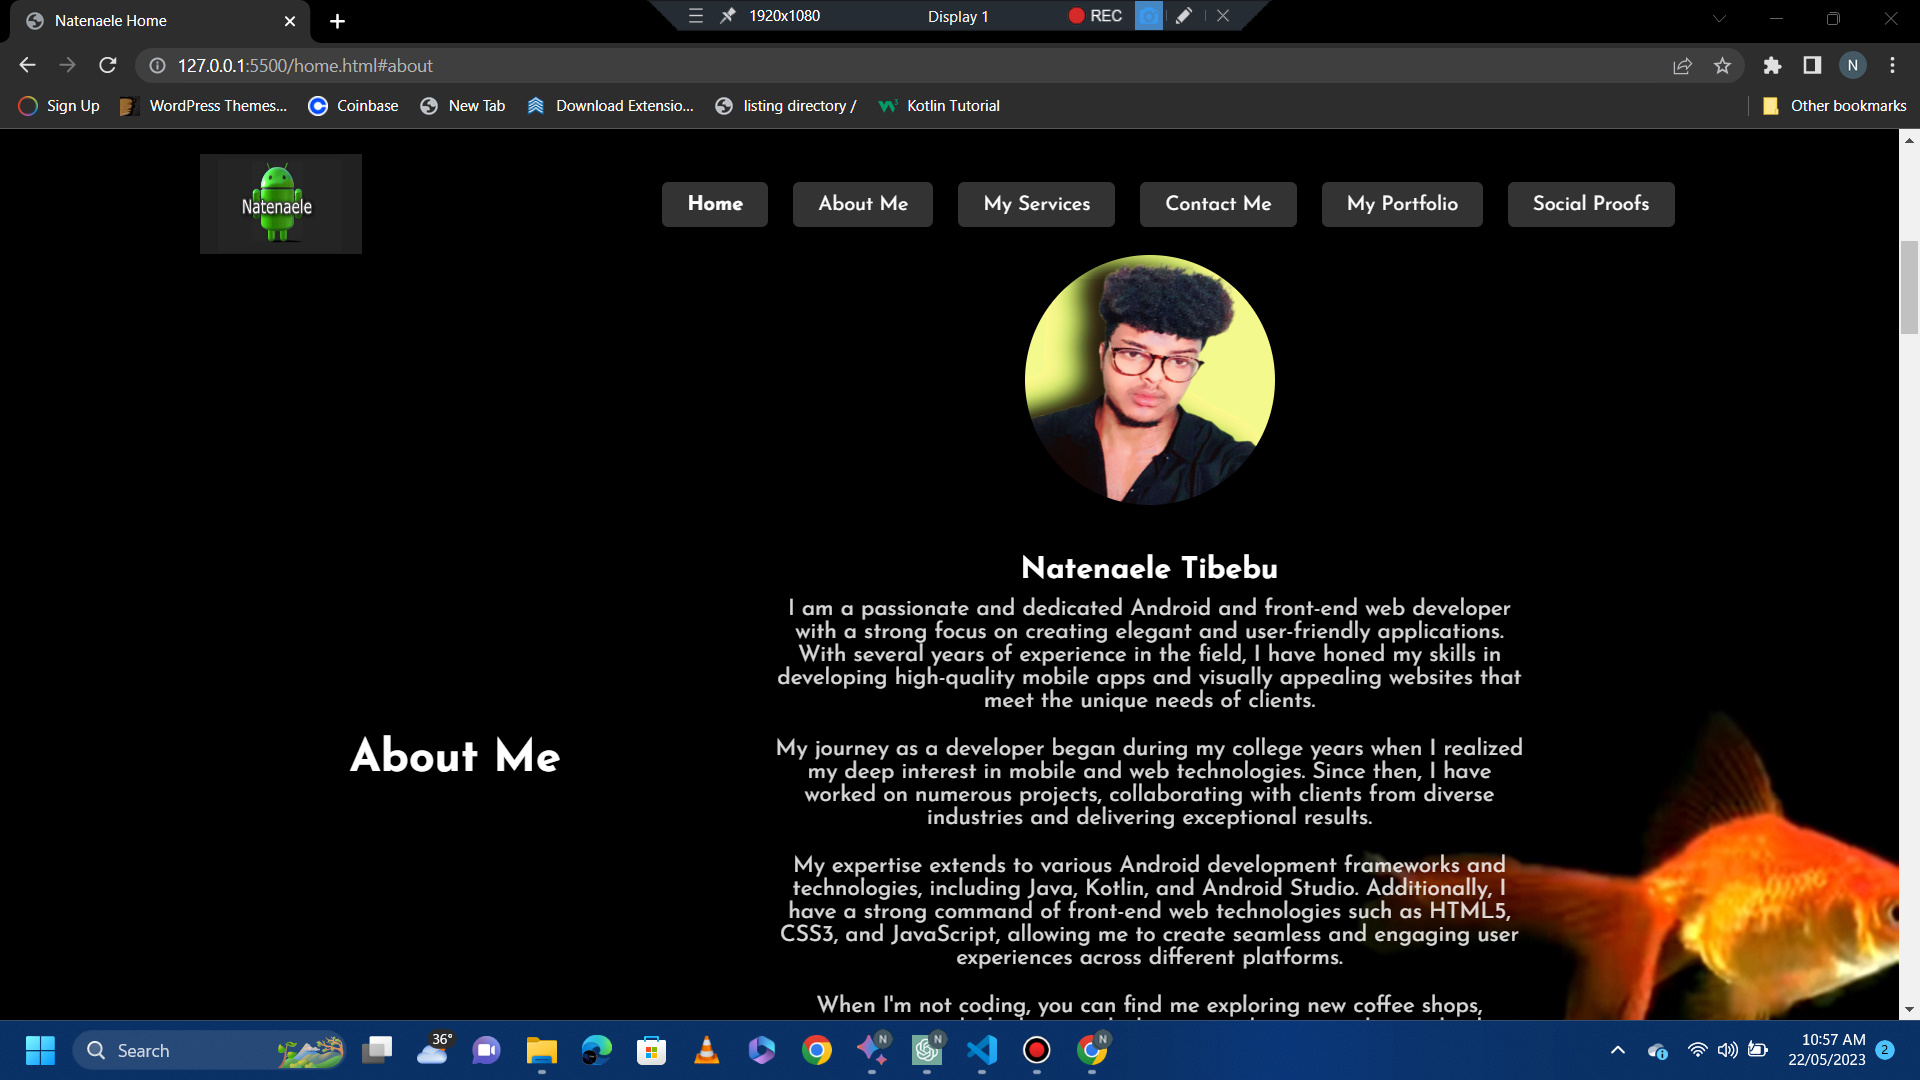 Natenaele Home
1920x1080
Display 1
REC
127.0.0.1:5500/home.html#about
N
Sign Up
WordPress Themes...
Coinbase
New Tab
Download Extensio...
listing directory /
Kotlin Tutorial
Other bookmarks
Natenaele
Home
About Me
My Services
Contact Me
My Portfolio
Social Proofs
Natenaele Tibebu
I am a passionate and dedicated Android and front-end web developer
with a strong focus on creating elegant and user-friendly applications.
With several years of experience in the field, I have honed my skills in
developing high-quality mobile apps and visually appealing websites that
meet the unique needs of clients.
About Me
My journey as a developer began during my college years when I realized
my deep interest in mobile and web technologies. Since then, I have
worked on numerous projects, collaborating with clients from diverse
industries and delivering exceptional results.
My expertise extends to various Android development frameworks and
technologies, including Java, Kotlin, and Android Studio. Additionally, I
have a strong command of front-end web technologies such as HTML5,
CSS3, and JavaScript, allowing me to create seamless and engaging user
experiences across different platforms.
When I'm not coding, you can find me exploring new coffee shops,
Search
36°
N
N
N
10:57 AM
22/05/2023
2